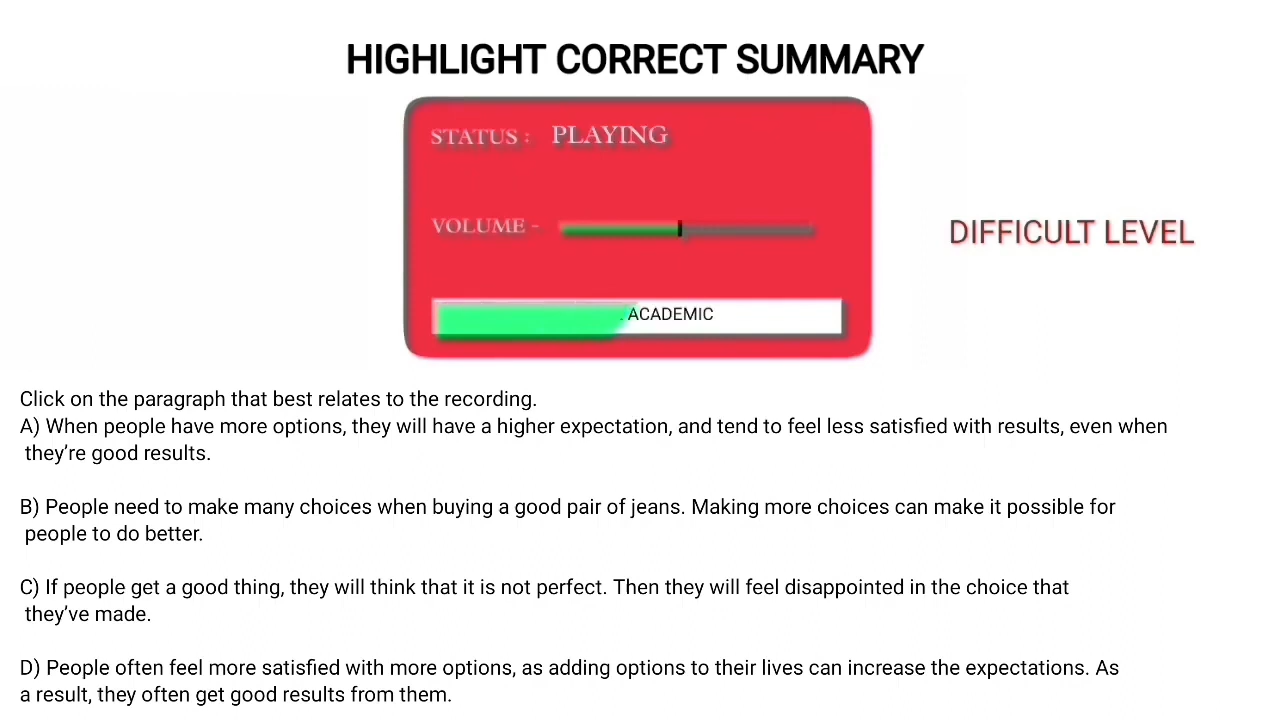 HIGHLIGHT CORRECT SUMMARY
STATUS : PLAYING
VOLUME -
DIFFICULT LEVEL
. ACADEMIC
Click on the paragraph that best relates to the recording.
A) When people have more options, they will have a higher expectation, and tend to feel less satisfied with results, even when
they’re good results.
B) People need to make many choices when buying a good pair of jeans. Making more choices can make it possible for
people to do better.
C) If people get a good thing, they will think that it is not perfect. Then they will feel disappointed in the choice that
they’ve made.
D) People often feel more satisfied with more options, as adding options to their lives can increase the expectations. As
a result, they often get good results from them.